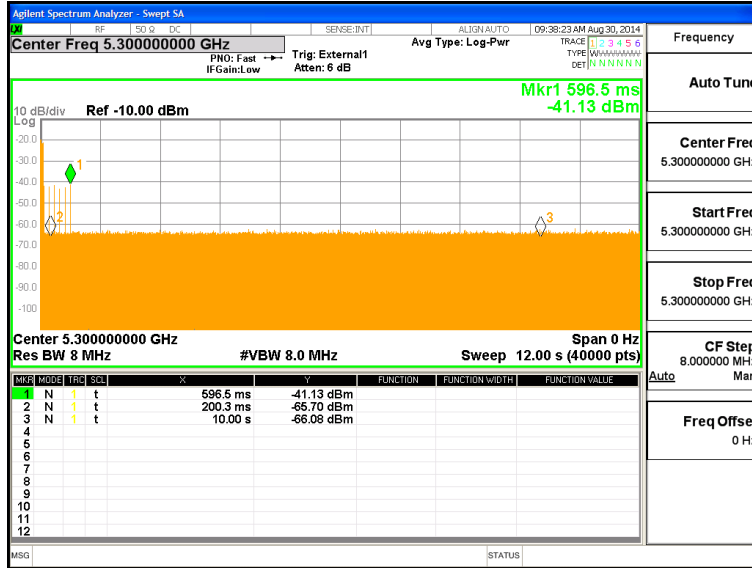 Agilent Spectrum Analyzer - Swept SA
LXI RF 50 Ω DC SENSE:INT ALIGN AUTO 09:38:23 AM Aug 30, 2014
Center Freq 5.300000000 GHz
PNO: Fast
IFGain:Low
Trig: External1
Atten: 6 dB
Avg Type: Log-Pwr
TRACE 1 2 3 4 5 6
TYPE
DET N N N N N N
Frequency
Auto Tune
Mkr1 596.5 ms
-41.13 dBm
10 dB/div Ref -10.00 dBm
Log
-20.0
-30.0
-40.0
-50.0
-60.0
-70.0
-80.0
-90.0
-100
1
2
3
Center Freq
5.300000000 GHz
Start Freq
5.300000000 GHz
Stop Freq
5.300000000 GHz
CF Step
8.000000 MHz
Auto Man
Freq Offset
0 Hz
Center 5.300000000 GHz Span 0 Hz
Res BW 8 MHz #VBW 8.0 MHz Sweep 12.00 s (40000 pts)
MKR MODE TRC SCL X Y FUNCTION FUNCTION WIDTH FUNCTION VALUE
1 N 1 t 596.5 ms -41.13 dBm
2 N 1 t 200.3 ms -65.70 dBm
3 N 1 t 10.00 s -66.08 dBm
4
5
6
7
8
9
10
11
12
MSG STATUS